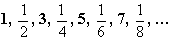 1, 1/2, 3, 1/4, 5, 1/6, 7, 1/8, ...